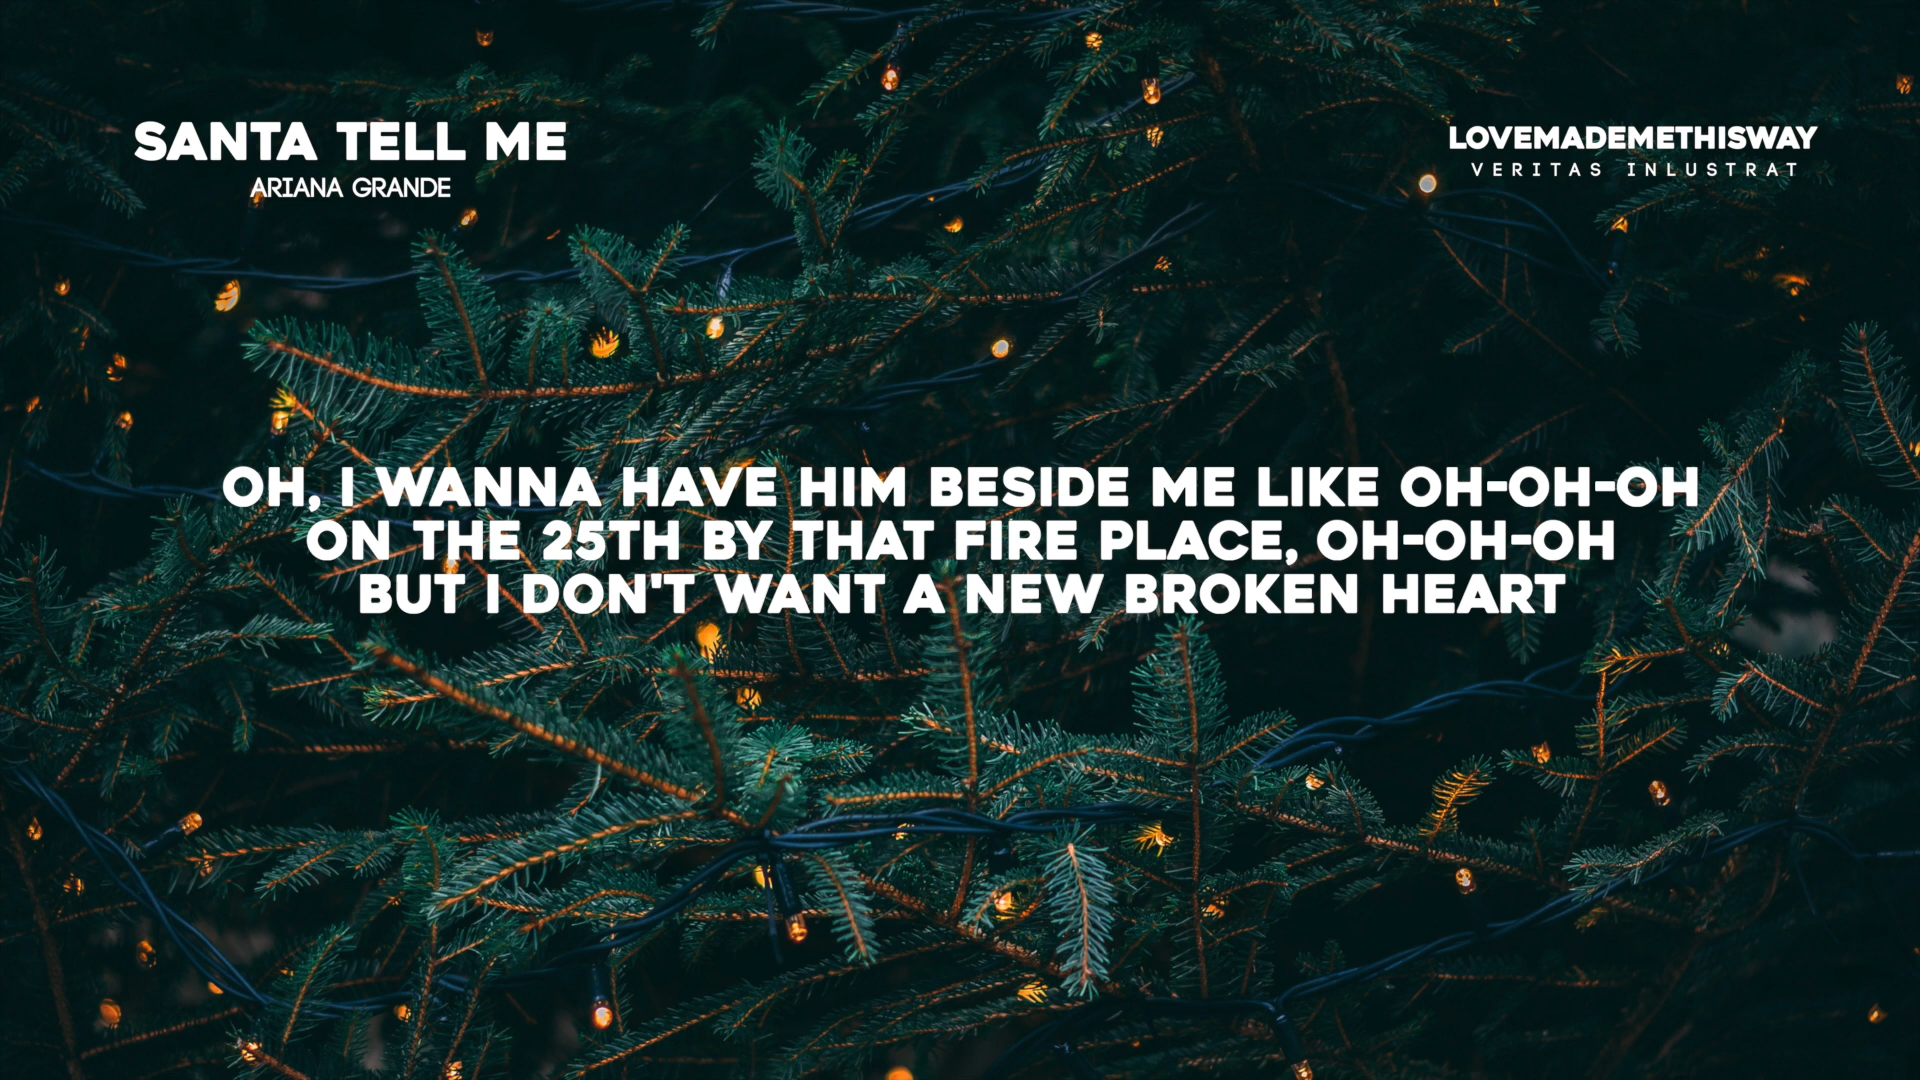 SANTA TELL ME
ARIANA GRANDE
LOVEMADEMETHISWAY
VERITAS INLUSTRAT
OH, I WANNA HAVE HIM BESIDE ME LIKE OH-OH-OH
ON THE 25TH BY THAT FIRE PLACE, OH-OH-OH
BUT I DON'T WANT A NEW BROKEN HEART